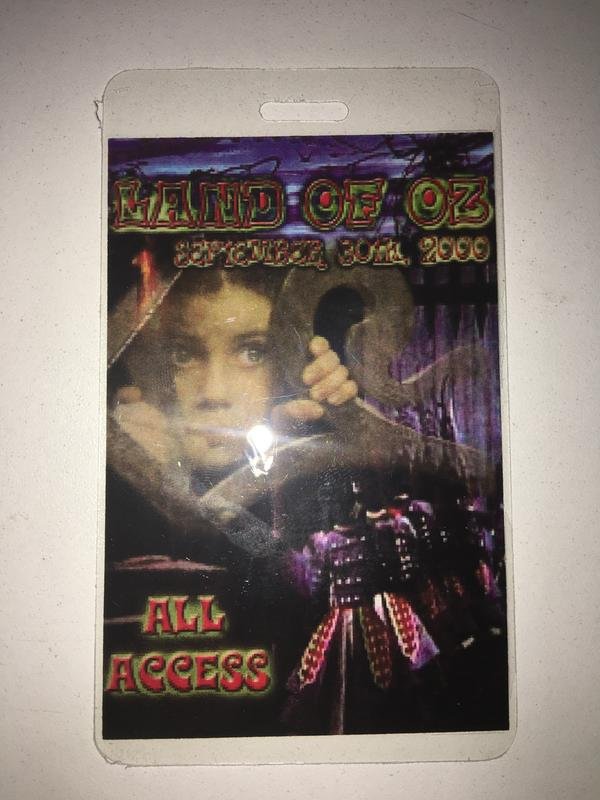 LAND OF OZ
SEPTEMBER 30TH, 2000
ALL
ACCESS